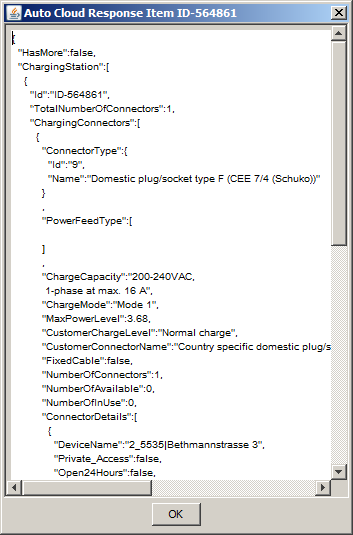 Auto Cloud Response Item ID-564861
{
"HasMore":false,
"ChargingStation":[
{
"Id":"ID-564861",
"TotalNumberOfConnectors":1,
"ChargingConnectors":[
{
"ConnectorType":{
"Id":"9",
"Name":"Domestic plug/socket type F (CEE 7/4 (Schuko))"
}
,
"PowerFeedType":[
]
,
"ChargeCapacity":"200-240VAC,
1-phase at max. 16 A",
"ChargeMode":"Mode 1",
"MaxPowerLevel":3.68,
"CustomerChargeLevel":"Normal charge",
"CustomerConnectorName":"Country specific domestic plug/s
"FixedCable":false,
"NumberOfConnectors":1,
"NumberOfAvailable":0,
"NumberOfInUse":0,
"ConnectorDetails":[
{
"DeviceName":"2_5535|Bethmannstrasse 3",
"Private_Access":false,
"Open24Hours":false,
OK